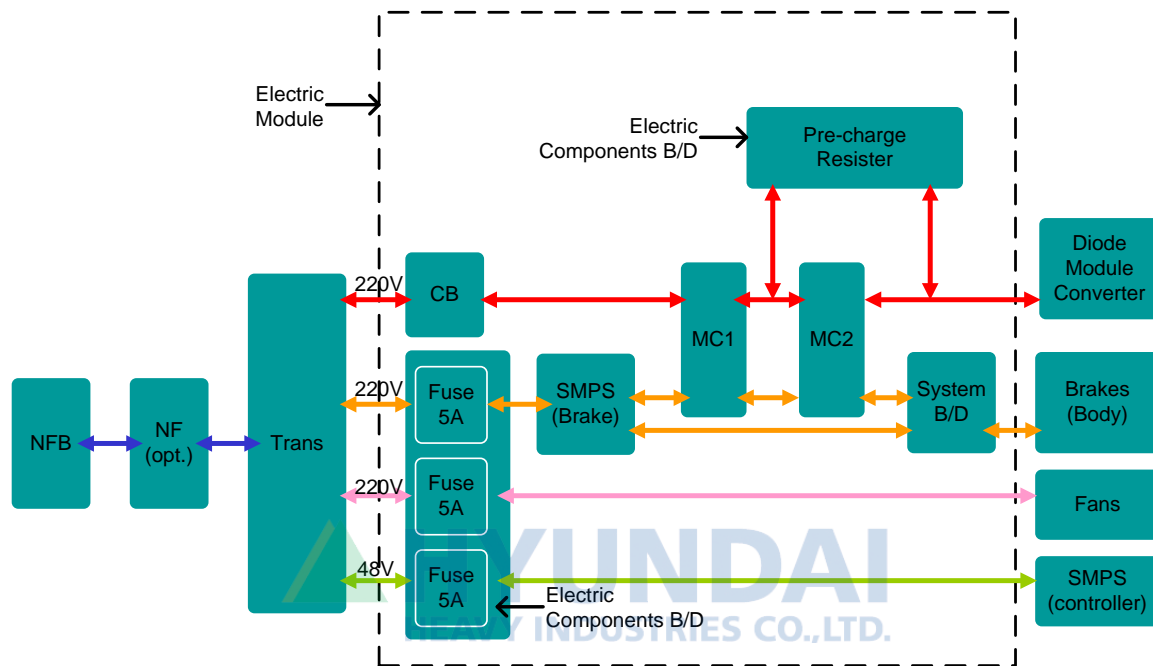 Electric
Module
Electric
Components B/D
Pre-charge
Resister
220V
CB
MC1
MC2
Diode
Module
Converter
NFB
NF
(opt.)
Trans
220V
Fuse
5A
SMPS
(Brake)
System
B/D
Brakes
(Body)
220V
Fuse
5A
Fans
48V
Fuse
5A
Electric
Components B/D
SMPS
(controller)
HYUNDAI
HEAVY INDUSTRIES CO.,LTD.